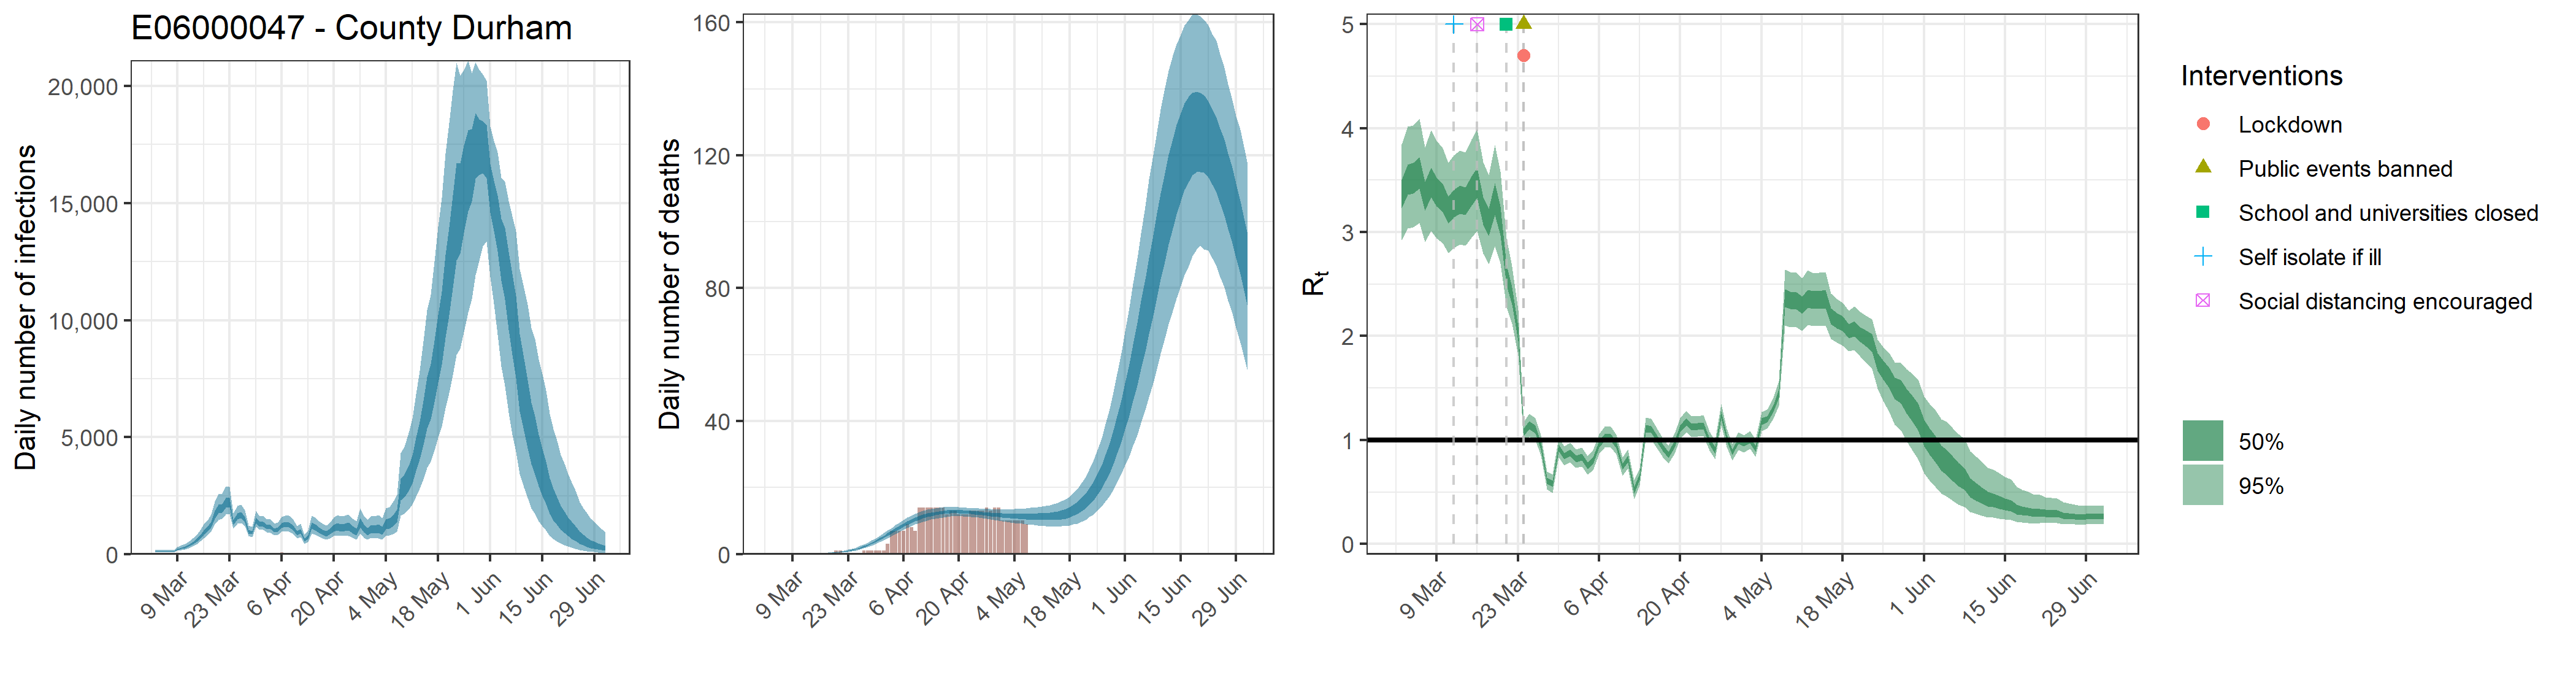 E06000047 - County Durham
Daily number of infections
20,000
15,000
10,000
5,000
0
9 Mar
23 Mar
6 Apr
20 Apr
4 May
18 May
1 Jun
15 Jun
29 Jun
Daily number of deaths
160
120
80
40
0
9 Mar
23 Mar
6 Apr
20 Apr
4 May
18 May
1 Jun
15 Jun
29 Jun
Rt
5
4
3
2
1
0
9 Mar
23 Mar
6 Apr
20 Apr
4 May
18 May
1 Jun
15 Jun
29 Jun
Interventions
Lockdown
Public events banned
School and universities closed
Self isolate if ill
Social distancing encouraged
50%
95%